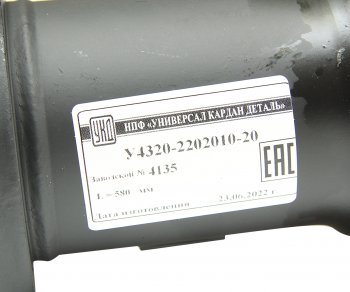 УКД
НПФ «УНИВЕРСАЛ КАРДАН ДЕТАЛЬ»
У4320-2202010-20
Заводской № 4135
L = 580 мм
Дата изготовления 23.06.2022 г
ЕАС